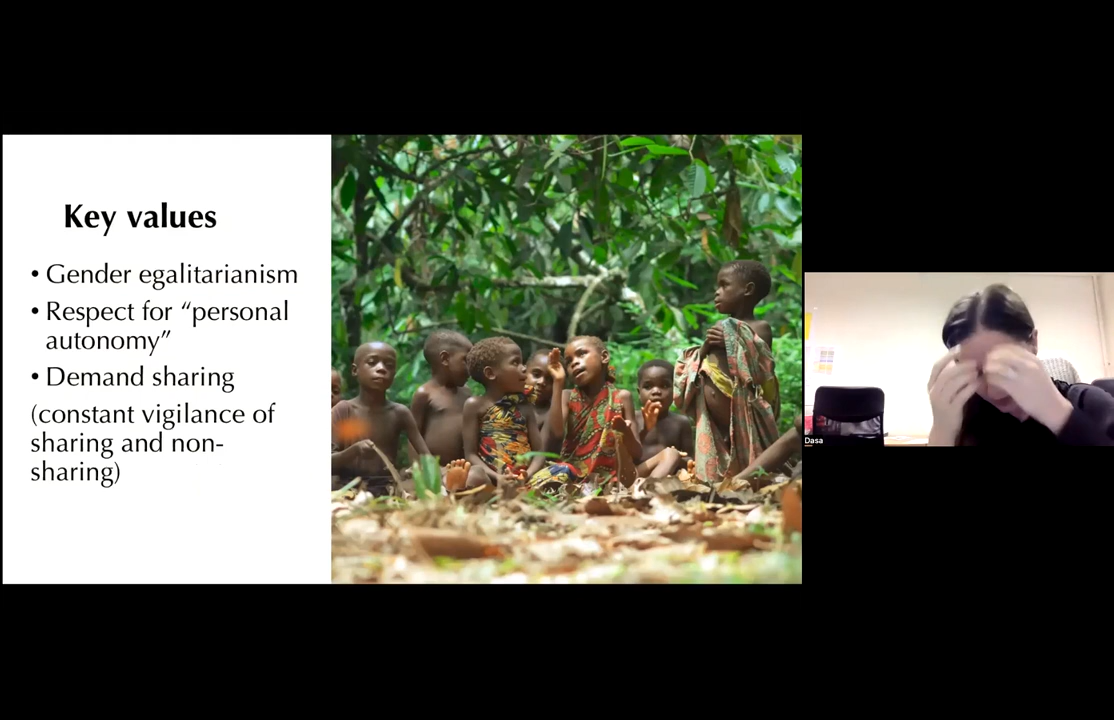 Key values
• Gender egalitarianism
• Respect for “personal
autonomy”
• Demand sharing
(constant vigilance of
sharing and non-
sharing)
Dasa